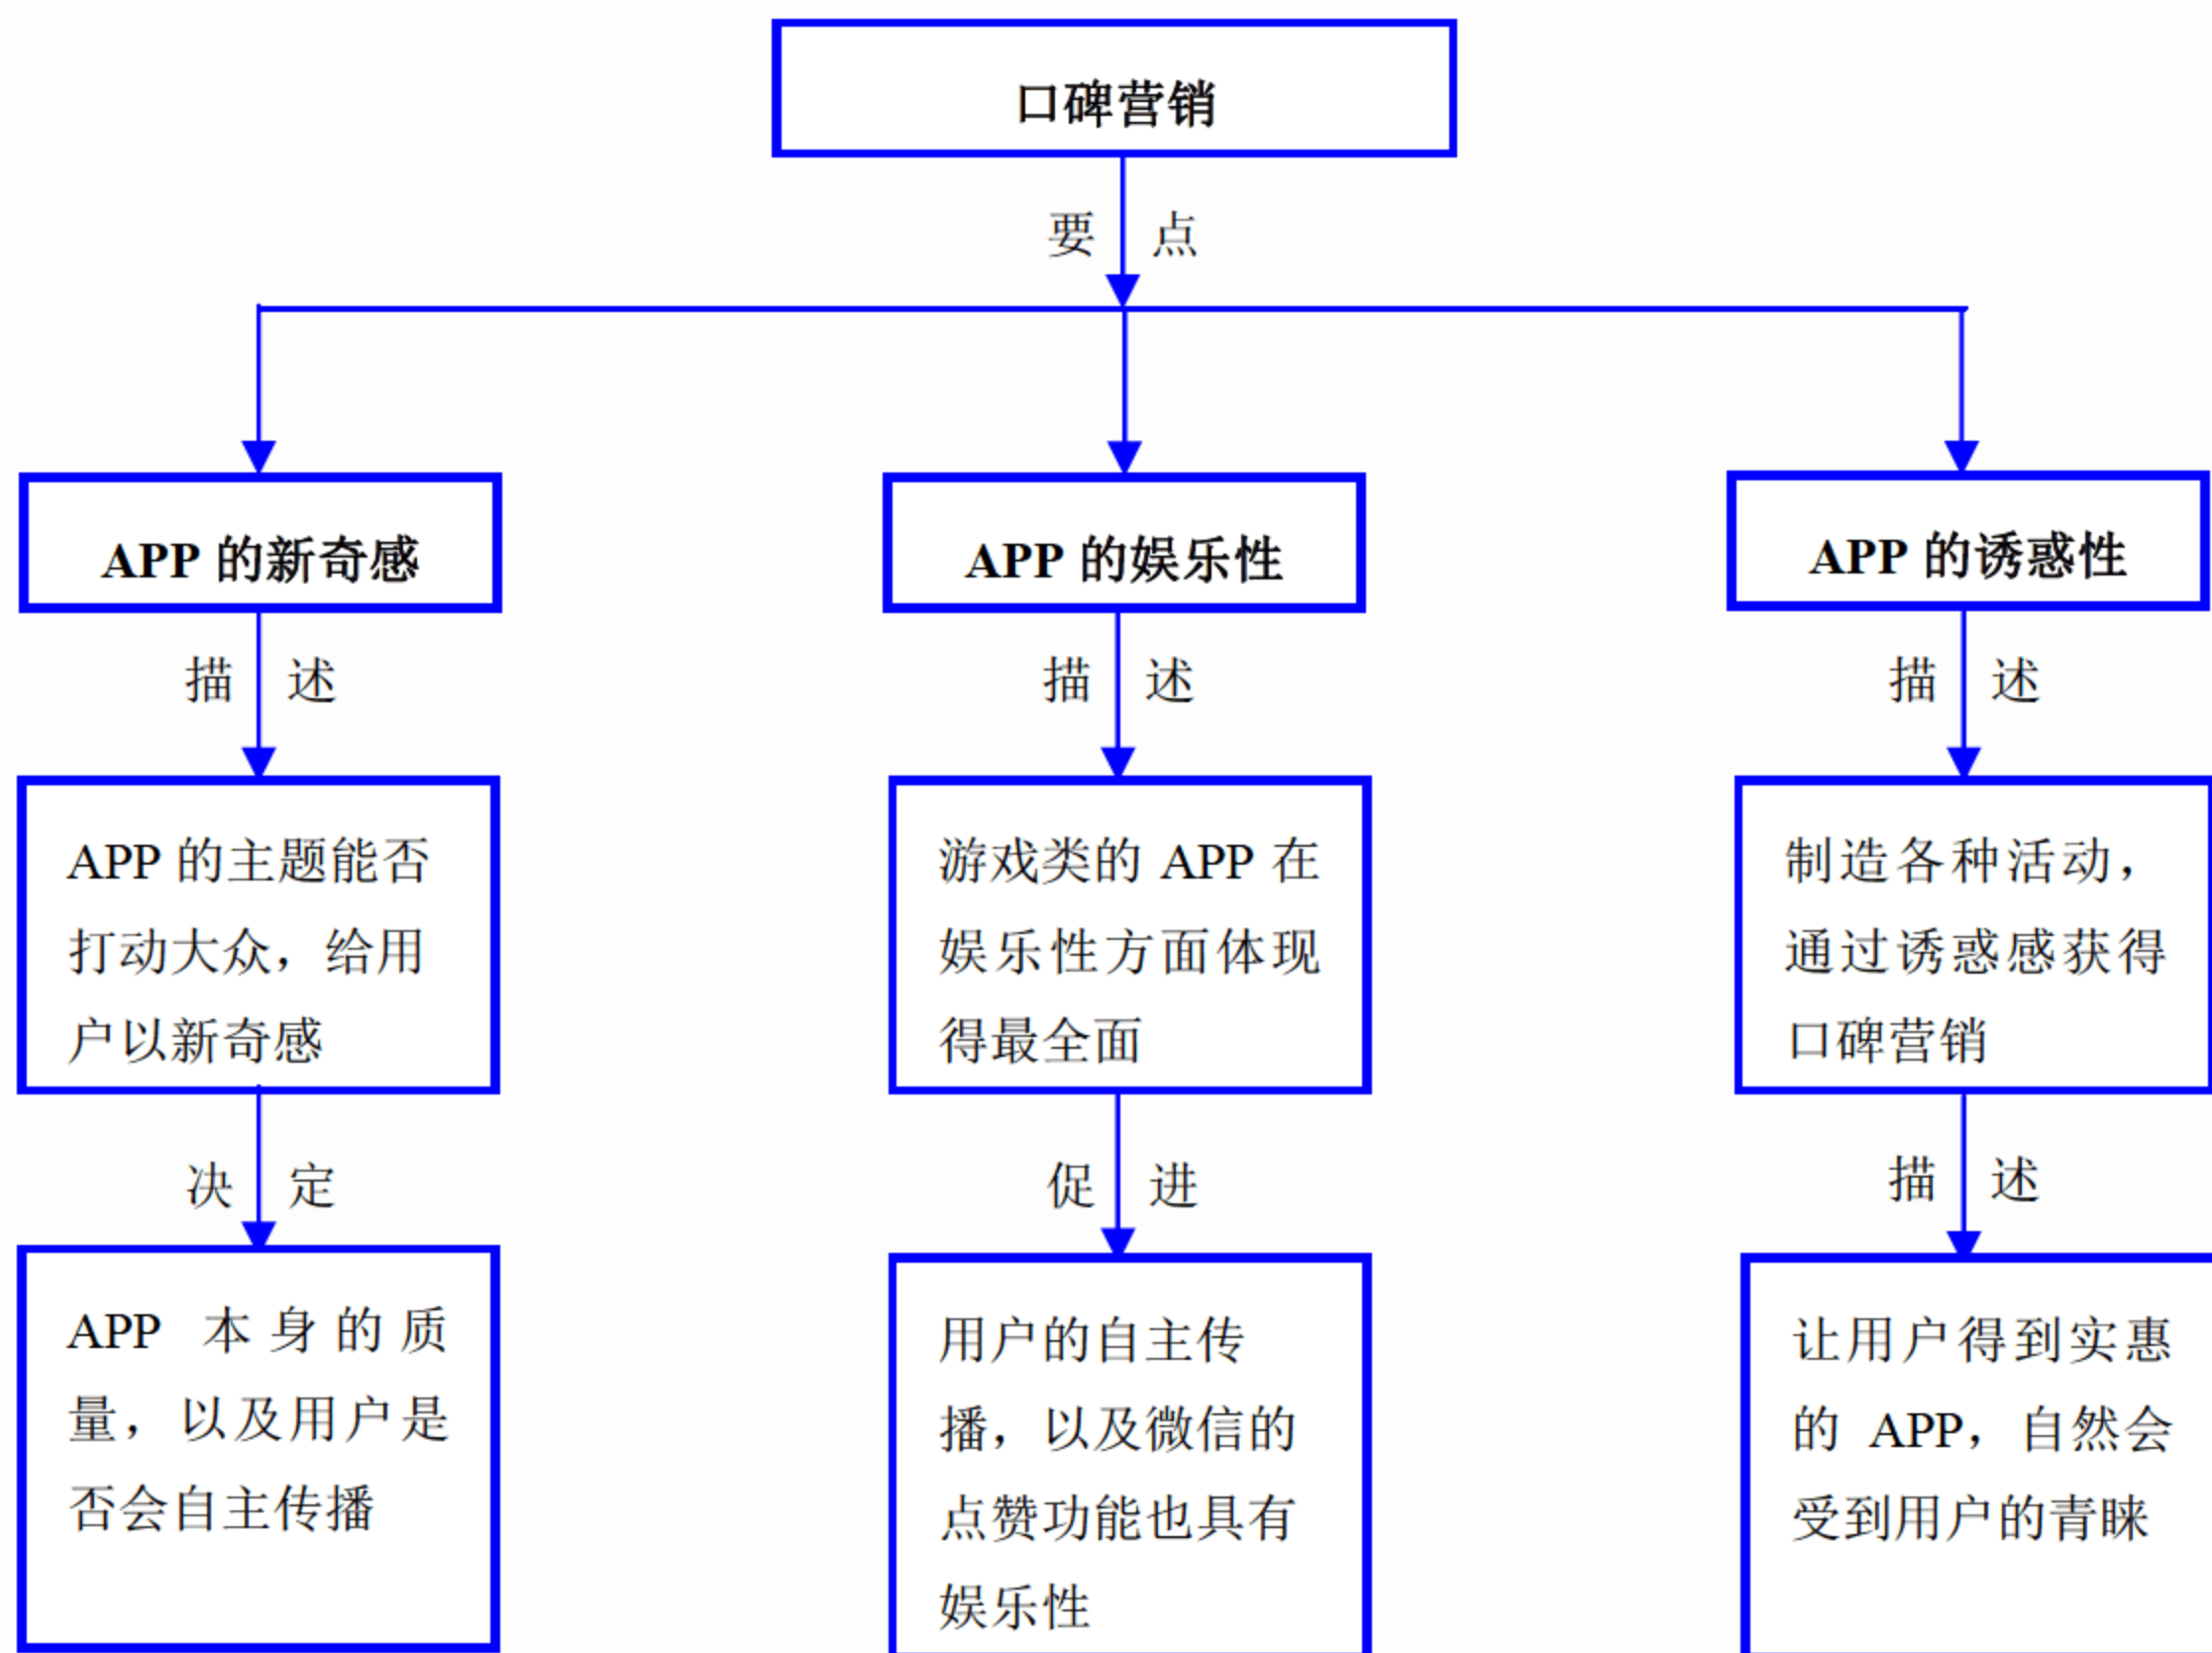 口碑营销
要 点
APP 的新奇感
APP 的娱乐性
APP 的诱惑性
描 述
描 述
描 述
APP 的主题能否
打动大众，给用
户以新奇感
游戏类的 APP 在
娱乐性方面体现
得最全面
制造各种活动，
通过诱惑感获得
口碑营销
决 定
促 进
描 述
APP 本身的质
量，以及用户是
否会自主传播
用户的自主传
播，以及微信的
点赞功能也具有
娱乐性
让用户得到实惠
的 APP，自然会
受到用户的青睐